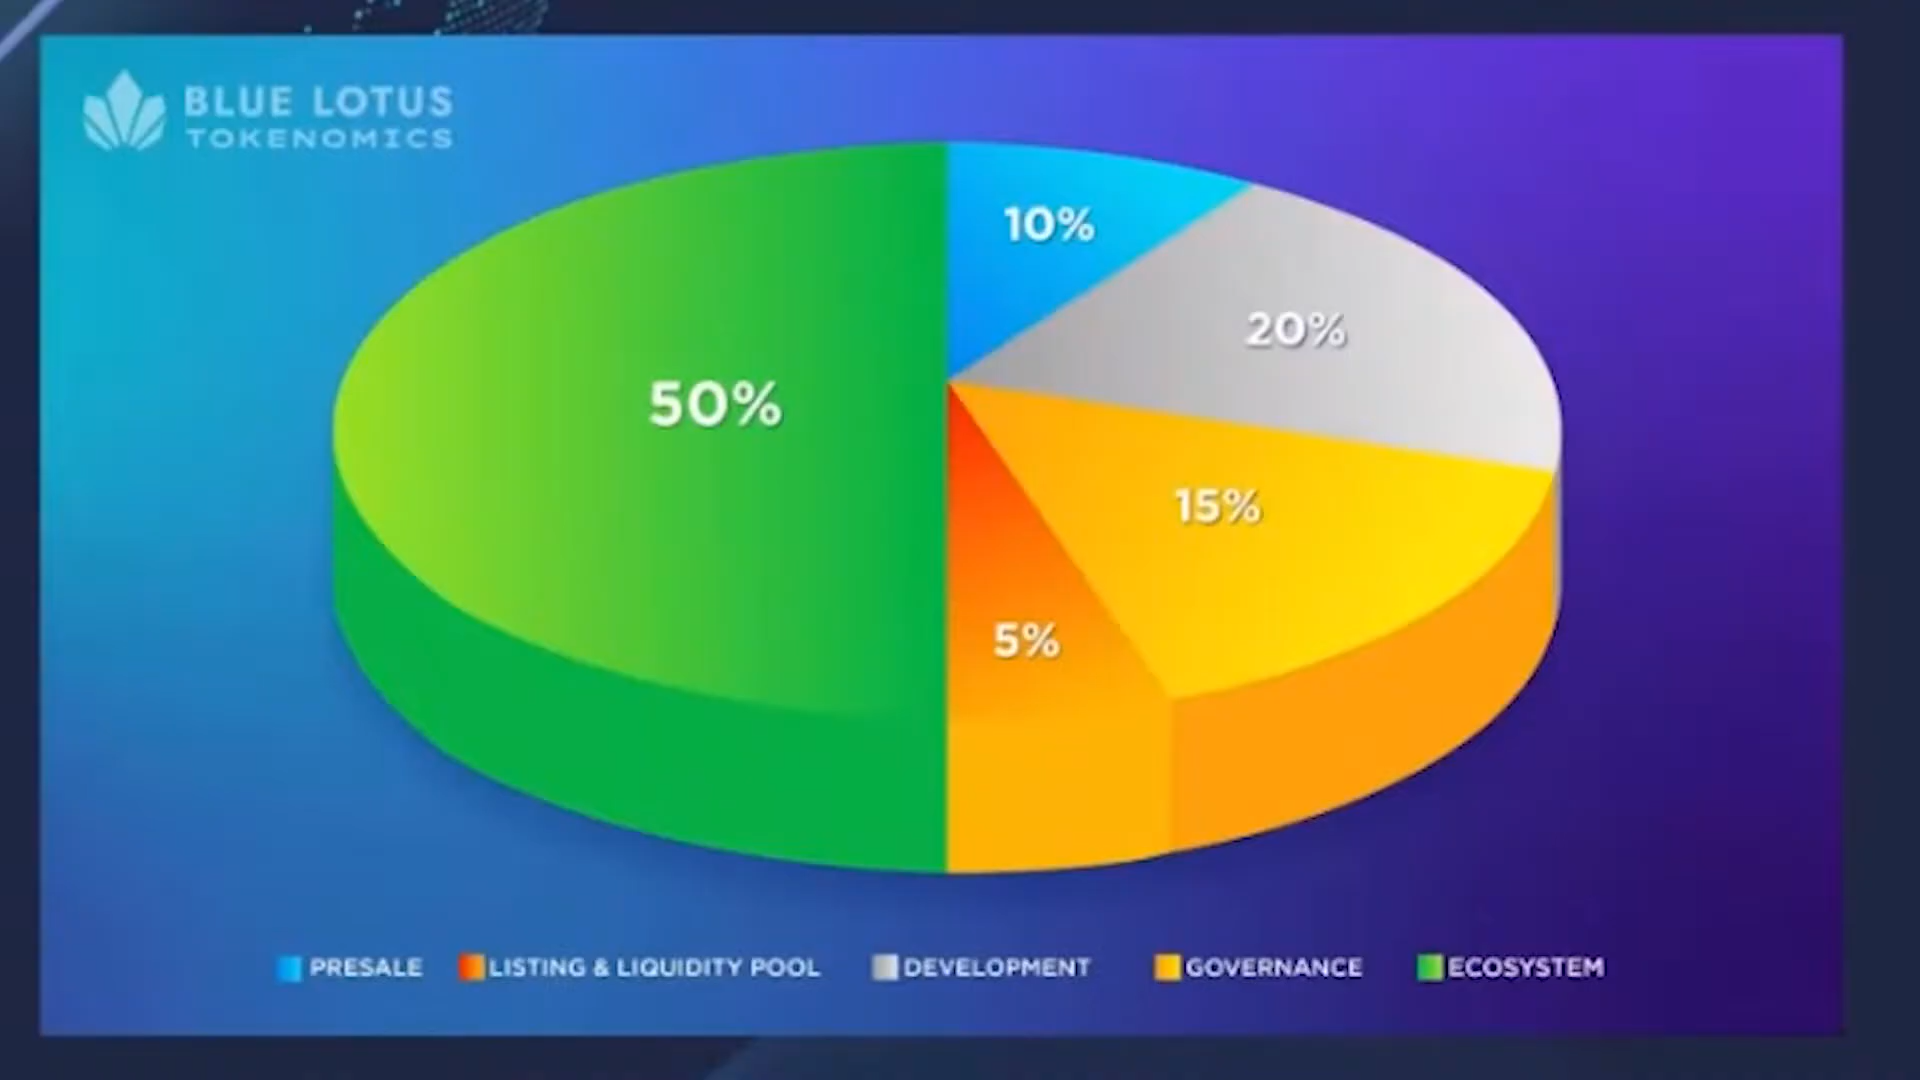 BLUE LOTUS
TOKENOMICS
10%
20%
50%
15%
5%
PRESALE
LISTING & LIQUIDITY POOL
DEVELOPMENT
GOVERNANCE
ECOSYSTEM